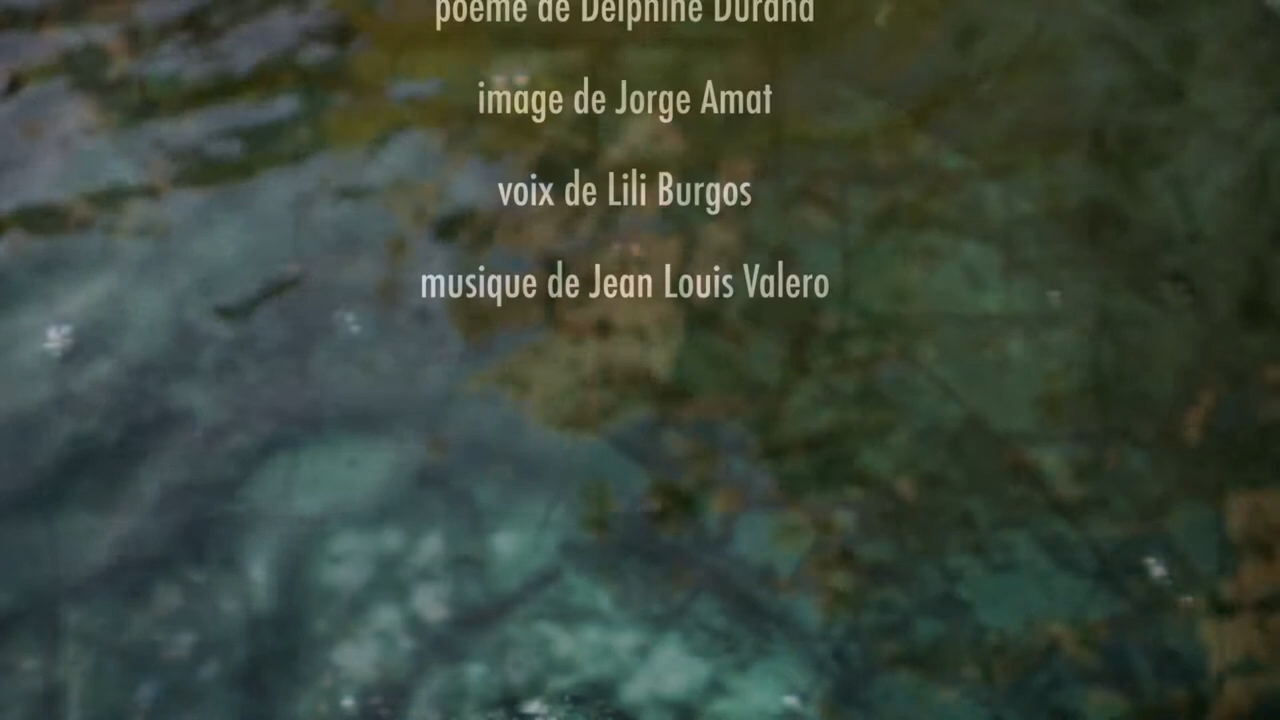 poème de Delphine Durand
image de Jorge Amat
voix de Lili Burgos
musique de Jean Louis Valero